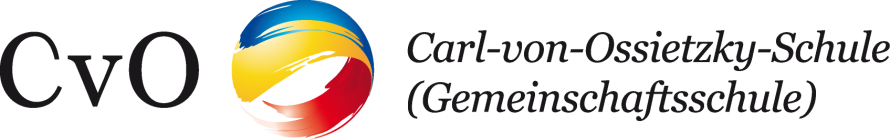 CvO
Carl-von-Ossietzky-Schule
(Gemeinschaftsschule)